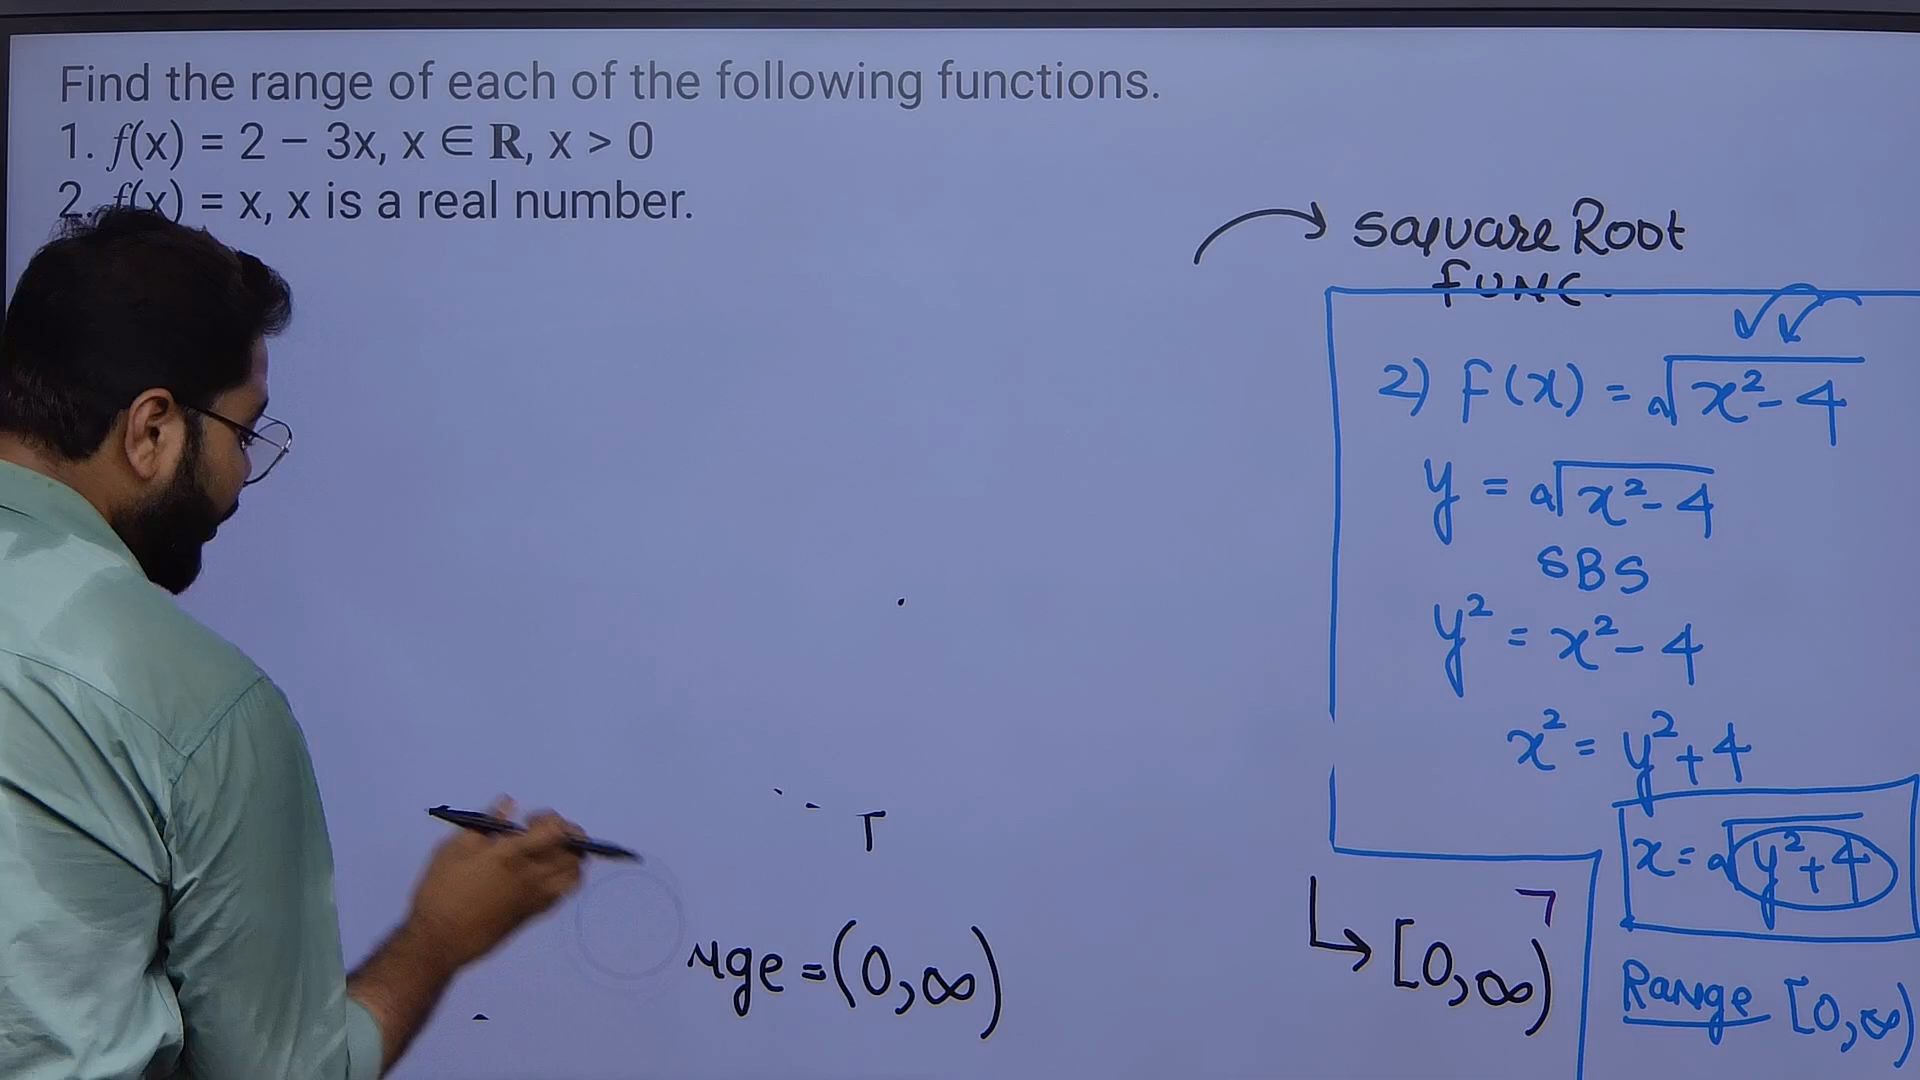 Find the range of each of the following functions.
1. f(x) = 2 – 3x, x ∈ R, x > 0
2. f(x) = x, x is a real number.
Sqyuare Root
Func.
2) F(x) = √x²-4
y = √x²-4
SBS
y² = x²-4
x² = y²+4
x = √y²+4
Range [0,∞)
nge = (0,∞)
[0,∞)